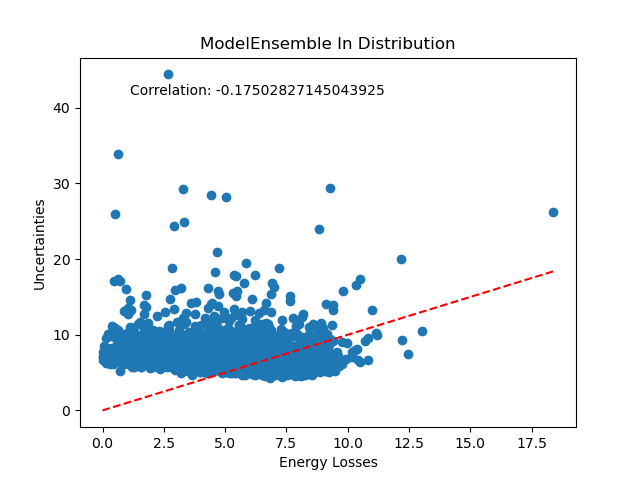 ModelEnsemble In Distribution
Correlation: -0.17502827145043925
Uncertainties
40
30
20
10
0
0.0 2.5 5.0 7.5 10.0 12.5 15.0 17.5
Energy Losses